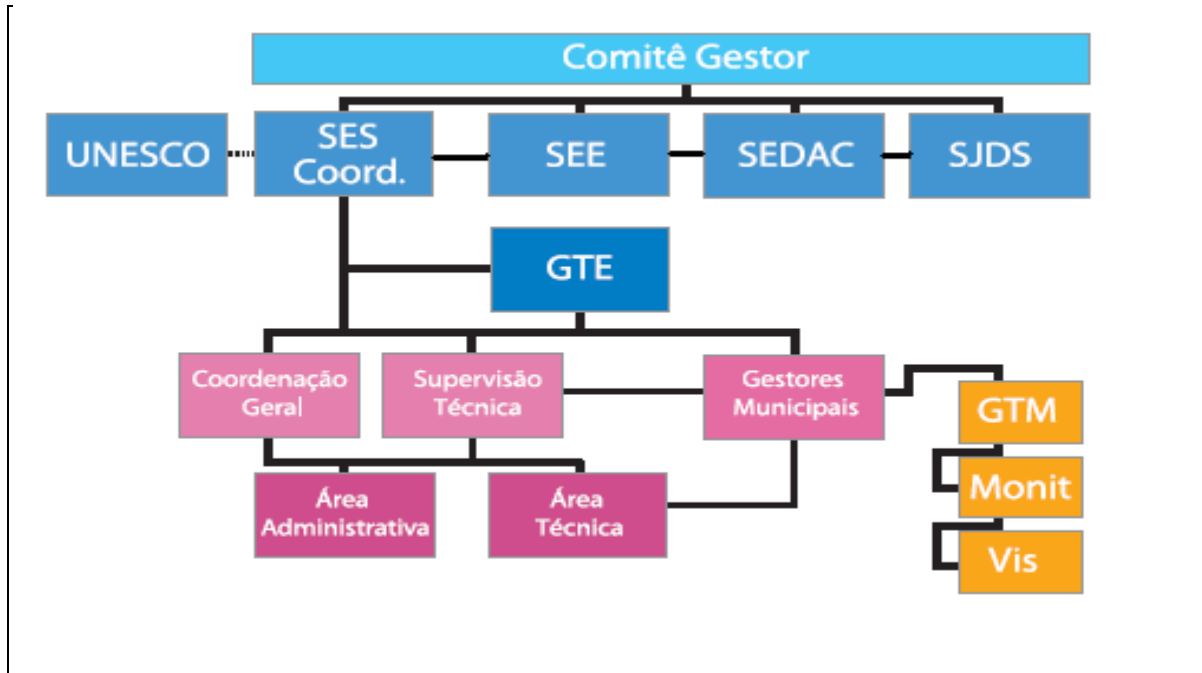 Comitê Gestor
UNESCO
SES
Coord.
SEE
SEDAC
SJDS
GTE
Coordenação
Geral
Supervisão
Técnica
Gestores
Municipais
GTM
Monit
Vis
Área
Administrativa
Área
Técnica